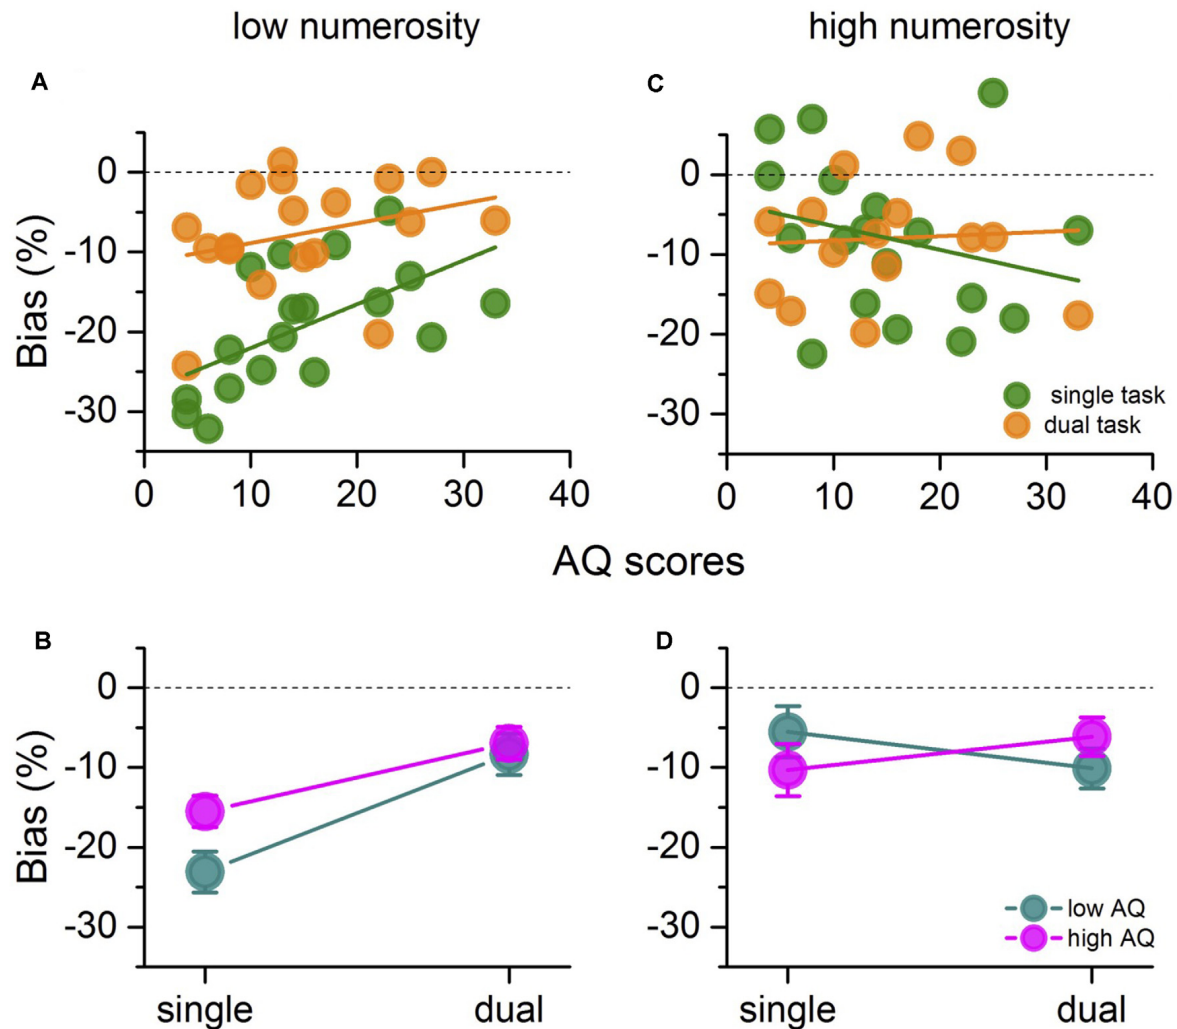 low numerosity
high numerosity
A
C
Bias (%)
0
-10
-20
-30
0
-10
-20
-30
single task
dual task
0 10 20 30 40
0 10 20 30 40
AQ scores
B
D
Bias (%)
0
-10
-20
-30
0
-10
-20
-30
low AQ
high AQ
single dual
single dual